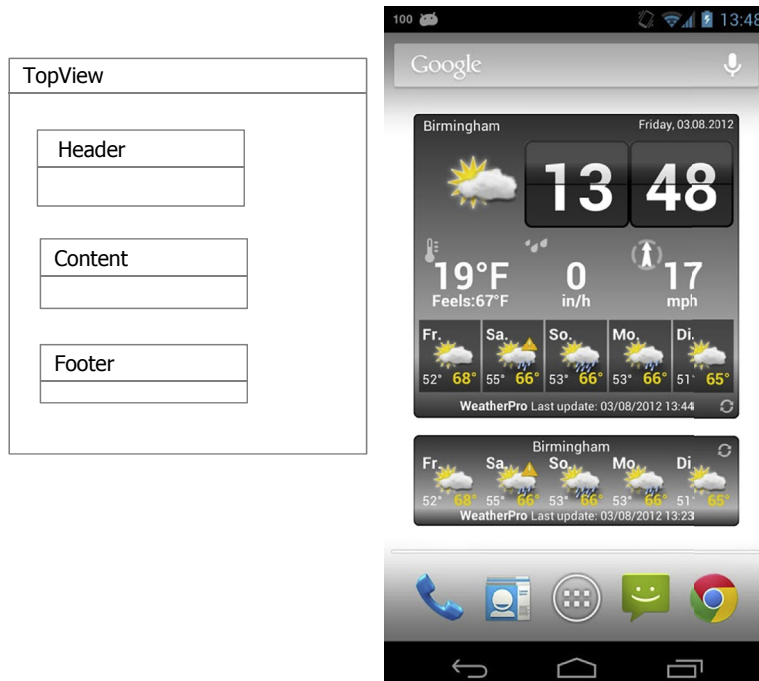 TopView
Header
Content
Footer
100 13:48
Google
Birmingham Friday, 03.08.2012
13 48
19°F 0 17
Feels:67°F in/h mph
Fr. Sa. So. Mo. Di.
52° 68° 55° 66° 53° 66° 53° 66° 51° 65°
WeatherPro Last update: 03/08/2012 13:44
Birmingham
Fr. Sa. So. Mo. Di.
52° 68° 55° 66° 53° 66° 53° 66° 51° 65°
WeatherPro Last update: 03/08/2012 13:23